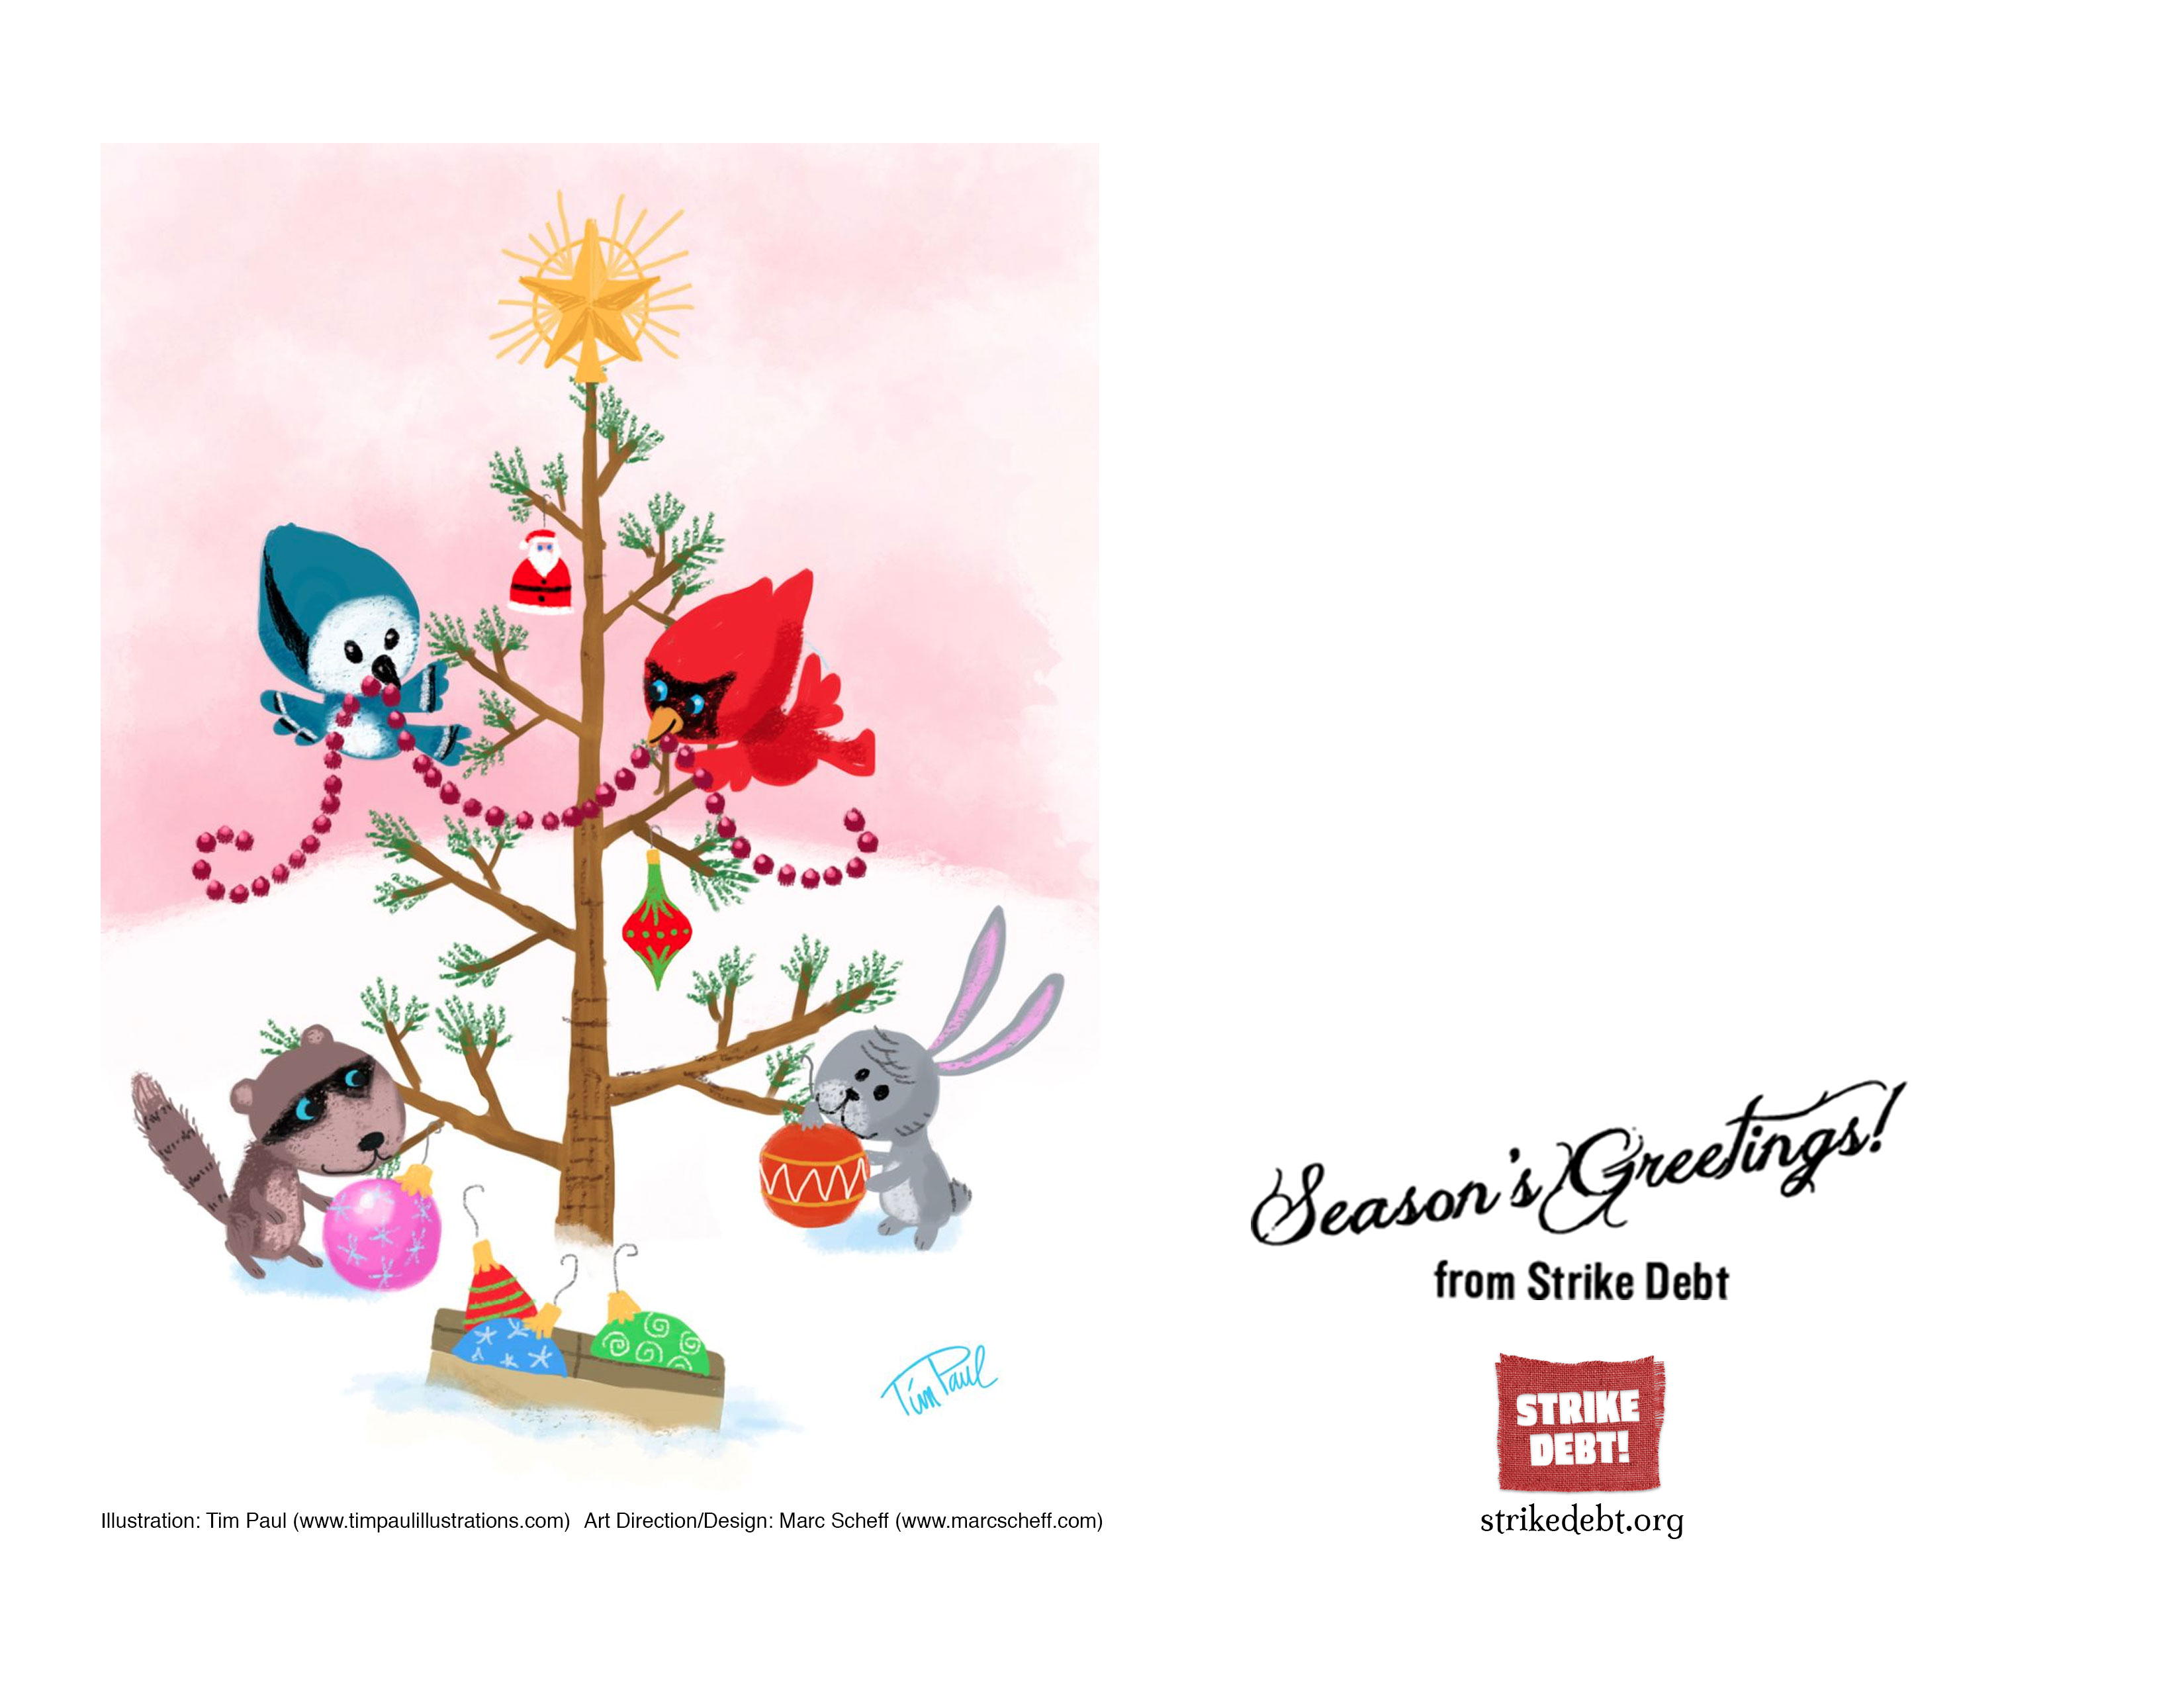 Tim Paul
Illustration: Tim Paul (www.timpaulillustrations.com) Art Direction/Design: Marc Scheff (www.marcscheff.com)
Season's Greetings!
from Strike Debt
STRIKE
DEBT!
strikedebt.org